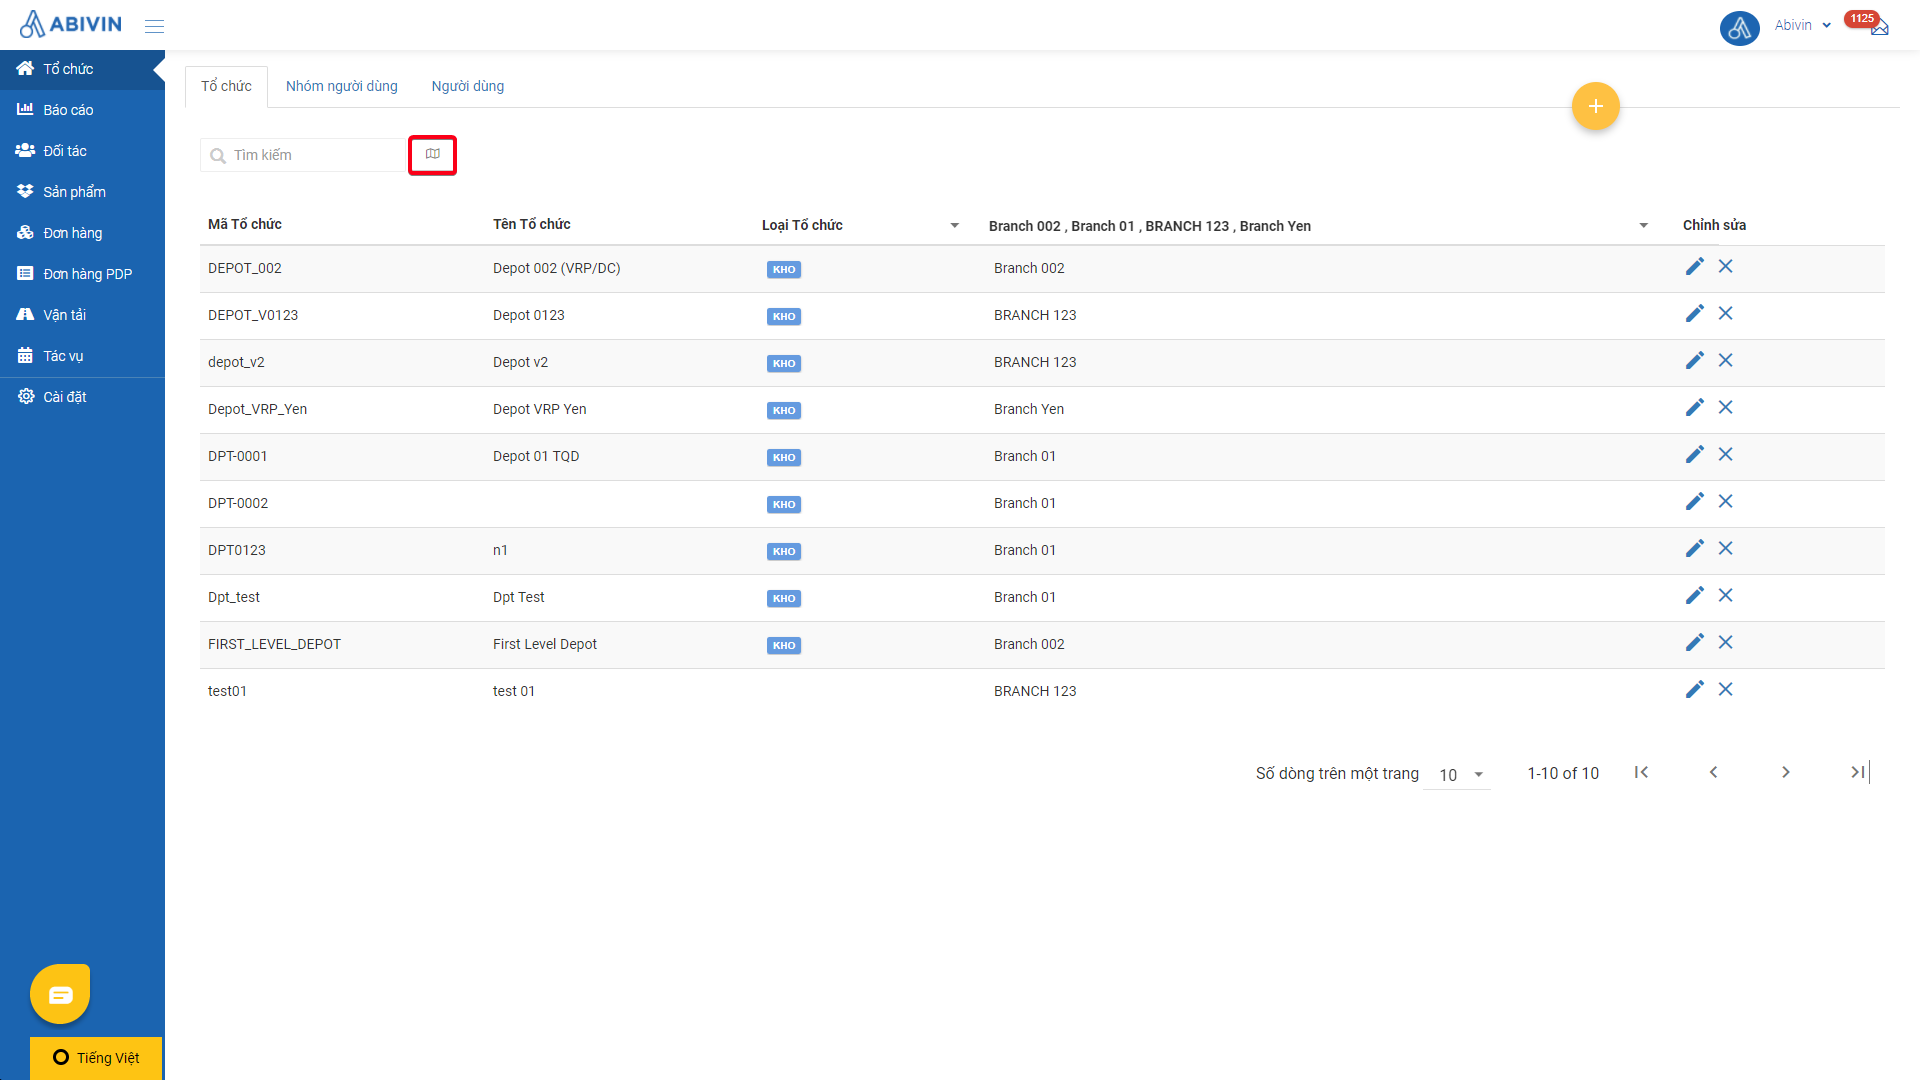 ABIVIN
Abivin
1125
Tổ chức
Báo cáo
Đối tác
Sản phẩm
Đơn hàng
Đơn hàng PDP
Vận tải
Tác vụ
Cài đặt
Tổ chức Nhóm người dùng Người dùng
Tìm kiếm
Mã Tổ chức Tên Tổ chức Loại Tổ chức Branch 002 , Branch 01 , BRANCH 123 , Branch Yen Chỉnh sửa
DEPOT_002 Depot 002 (VRP/DC) KHO Branch 002
DEPOT_V0123 Depot 0123 KHO BRANCH 123
depot_v2 Depot v2 KHO BRANCH 123
Depot_VRP_Yen Depot VRP Yen KHO Branch Yen
DPT-0001 Depot 01 TQD KHO Branch 01
DPT-0002 KHO Branch 01
DPT0123 n1 KHO Branch 01
Dpt_test Dpt Test KHO Branch 01
FIRST_LEVEL_DEPOT First Level Depot KHO Branch 002
test01 test 01 BRANCH 123
Số dòng trên một trang 10 1-10 of 10
Tiếng Việt